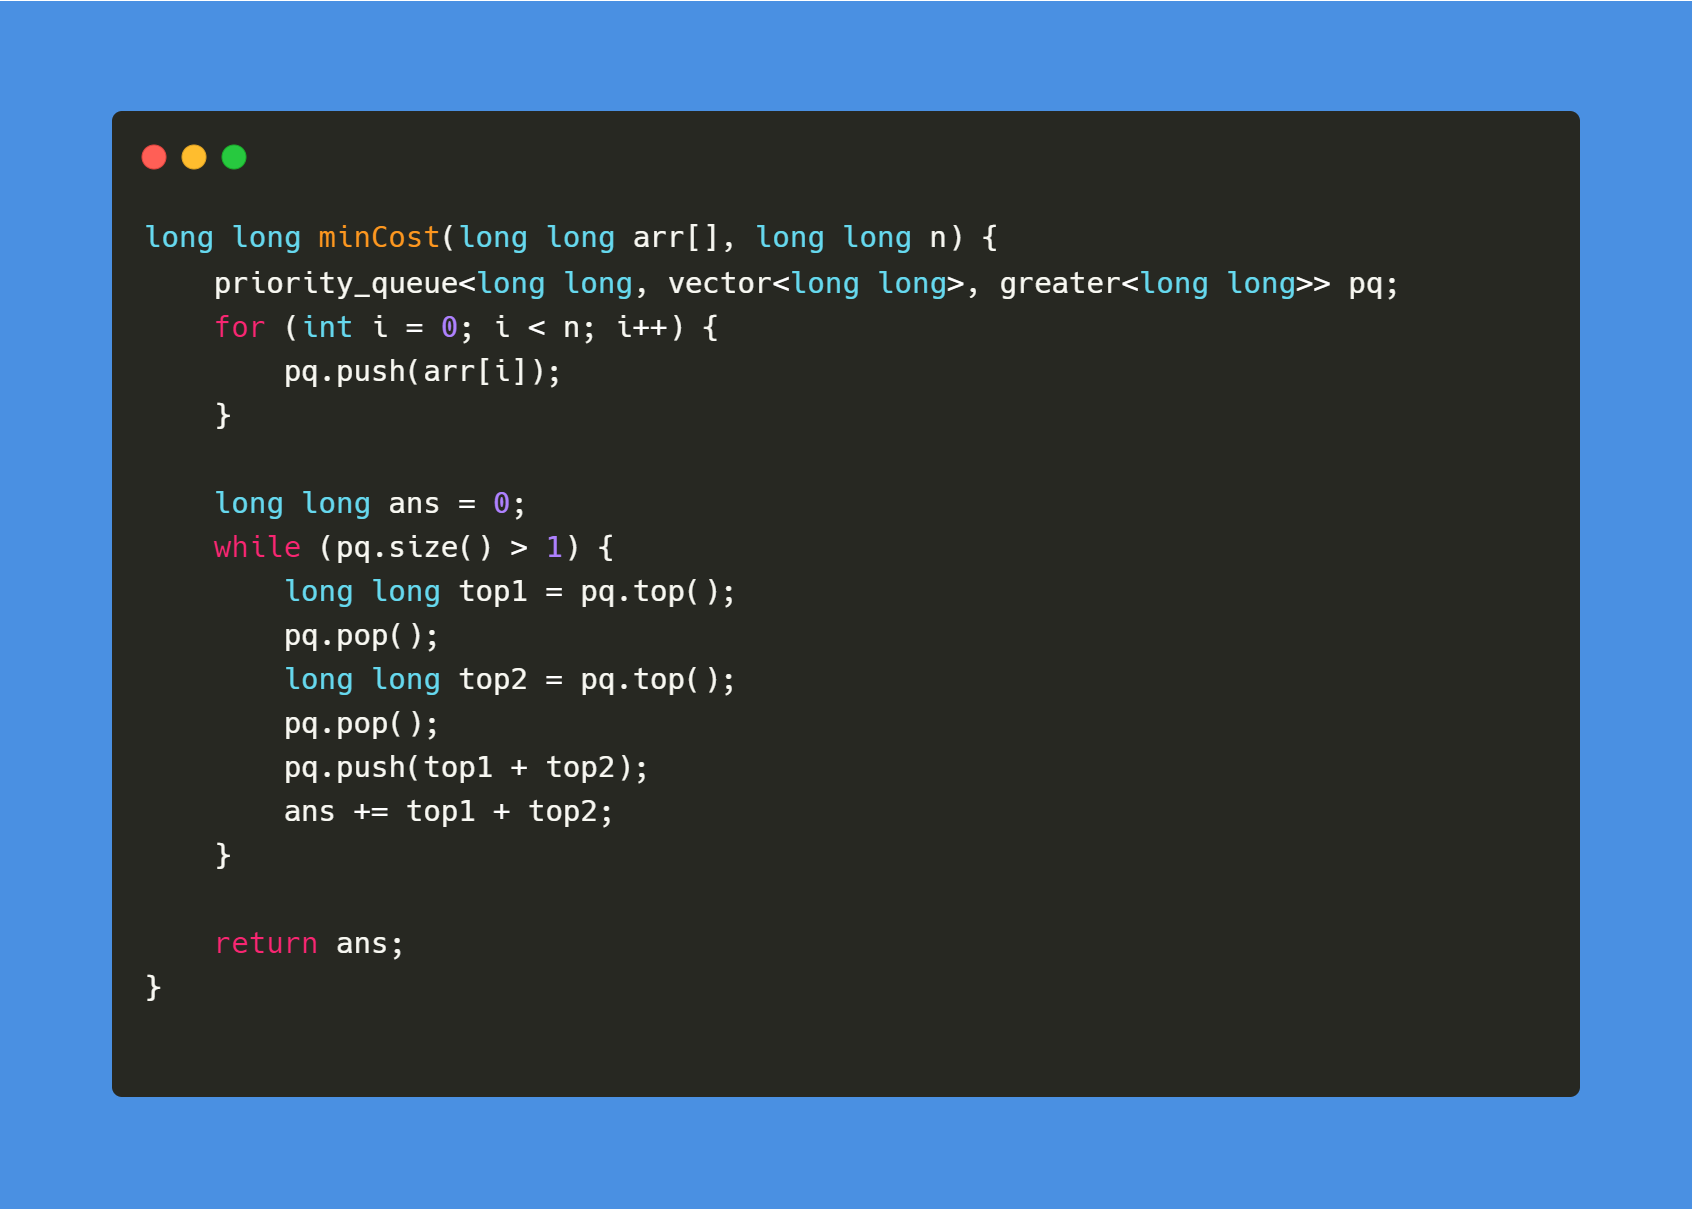 long long minCost(long long arr[], long long n) {
    priority_queue<long long, vector<long long>, greater<long long>> pq;
    for (int i = 0; i < n; i++) {
        pq.push(arr[i]);
    }

    long long ans = 0;
    while (pq.size() > 1) {
        long long top1 = pq.top();
        pq.pop();
        long long top2 = pq.top();
        pq.pop();
        pq.push(top1 + top2);
        ans += top1 + top2;
    }

    return ans;
}